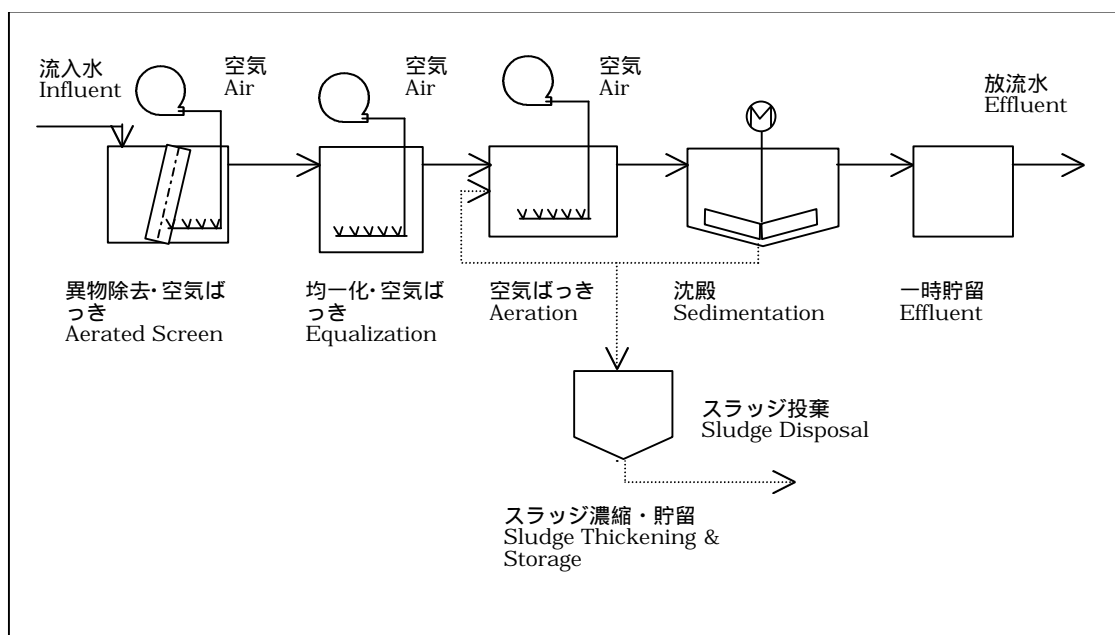 流入水
Influent
空気
Air
空気
Air
空気
Air
放流水
Effluent
M
異物除去・空気ば
っき
Aerated Screen
均一化・空気ば
っき
Equalization
空気ばっき
Aeration
沈殿
Sedimentation
一時貯留
Effluent
スラッジ投棄
Sludge Disposal
スラッジ濃縮・貯留
Sludge Thickening &
Storage